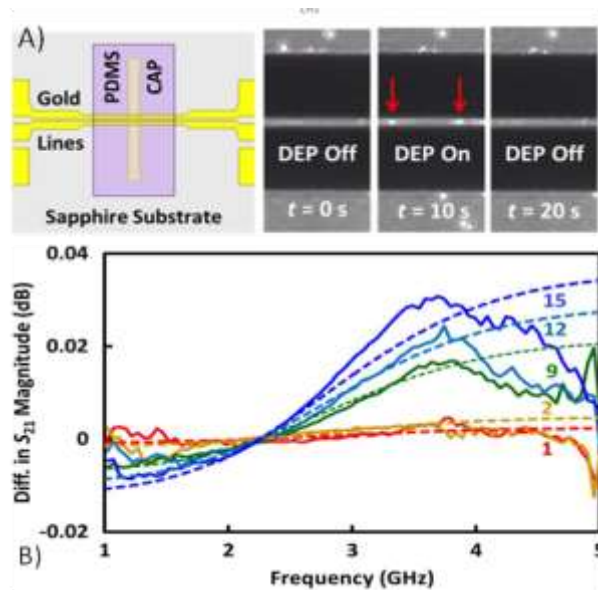 A)
Gold
Lines
PDMS
CAP
Sapphire Substrate
DEP Off
t = 0 s
DEP On
t = 10 s
DEP Off
t = 20 s
Diff. in S21 Magnitude (dB)
0.04
0.02
0
-0.02
15
12
9
2
1
1
2
3
4
5
Frequency (GHz)
B)